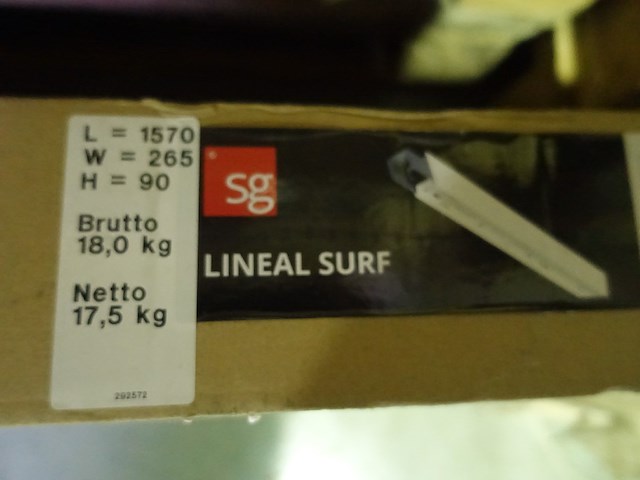 L = 1570
W = 265
H = 90
Brutto
18,0 kg
Netto
17,5 kg
292572
sg
LINEAL SURF